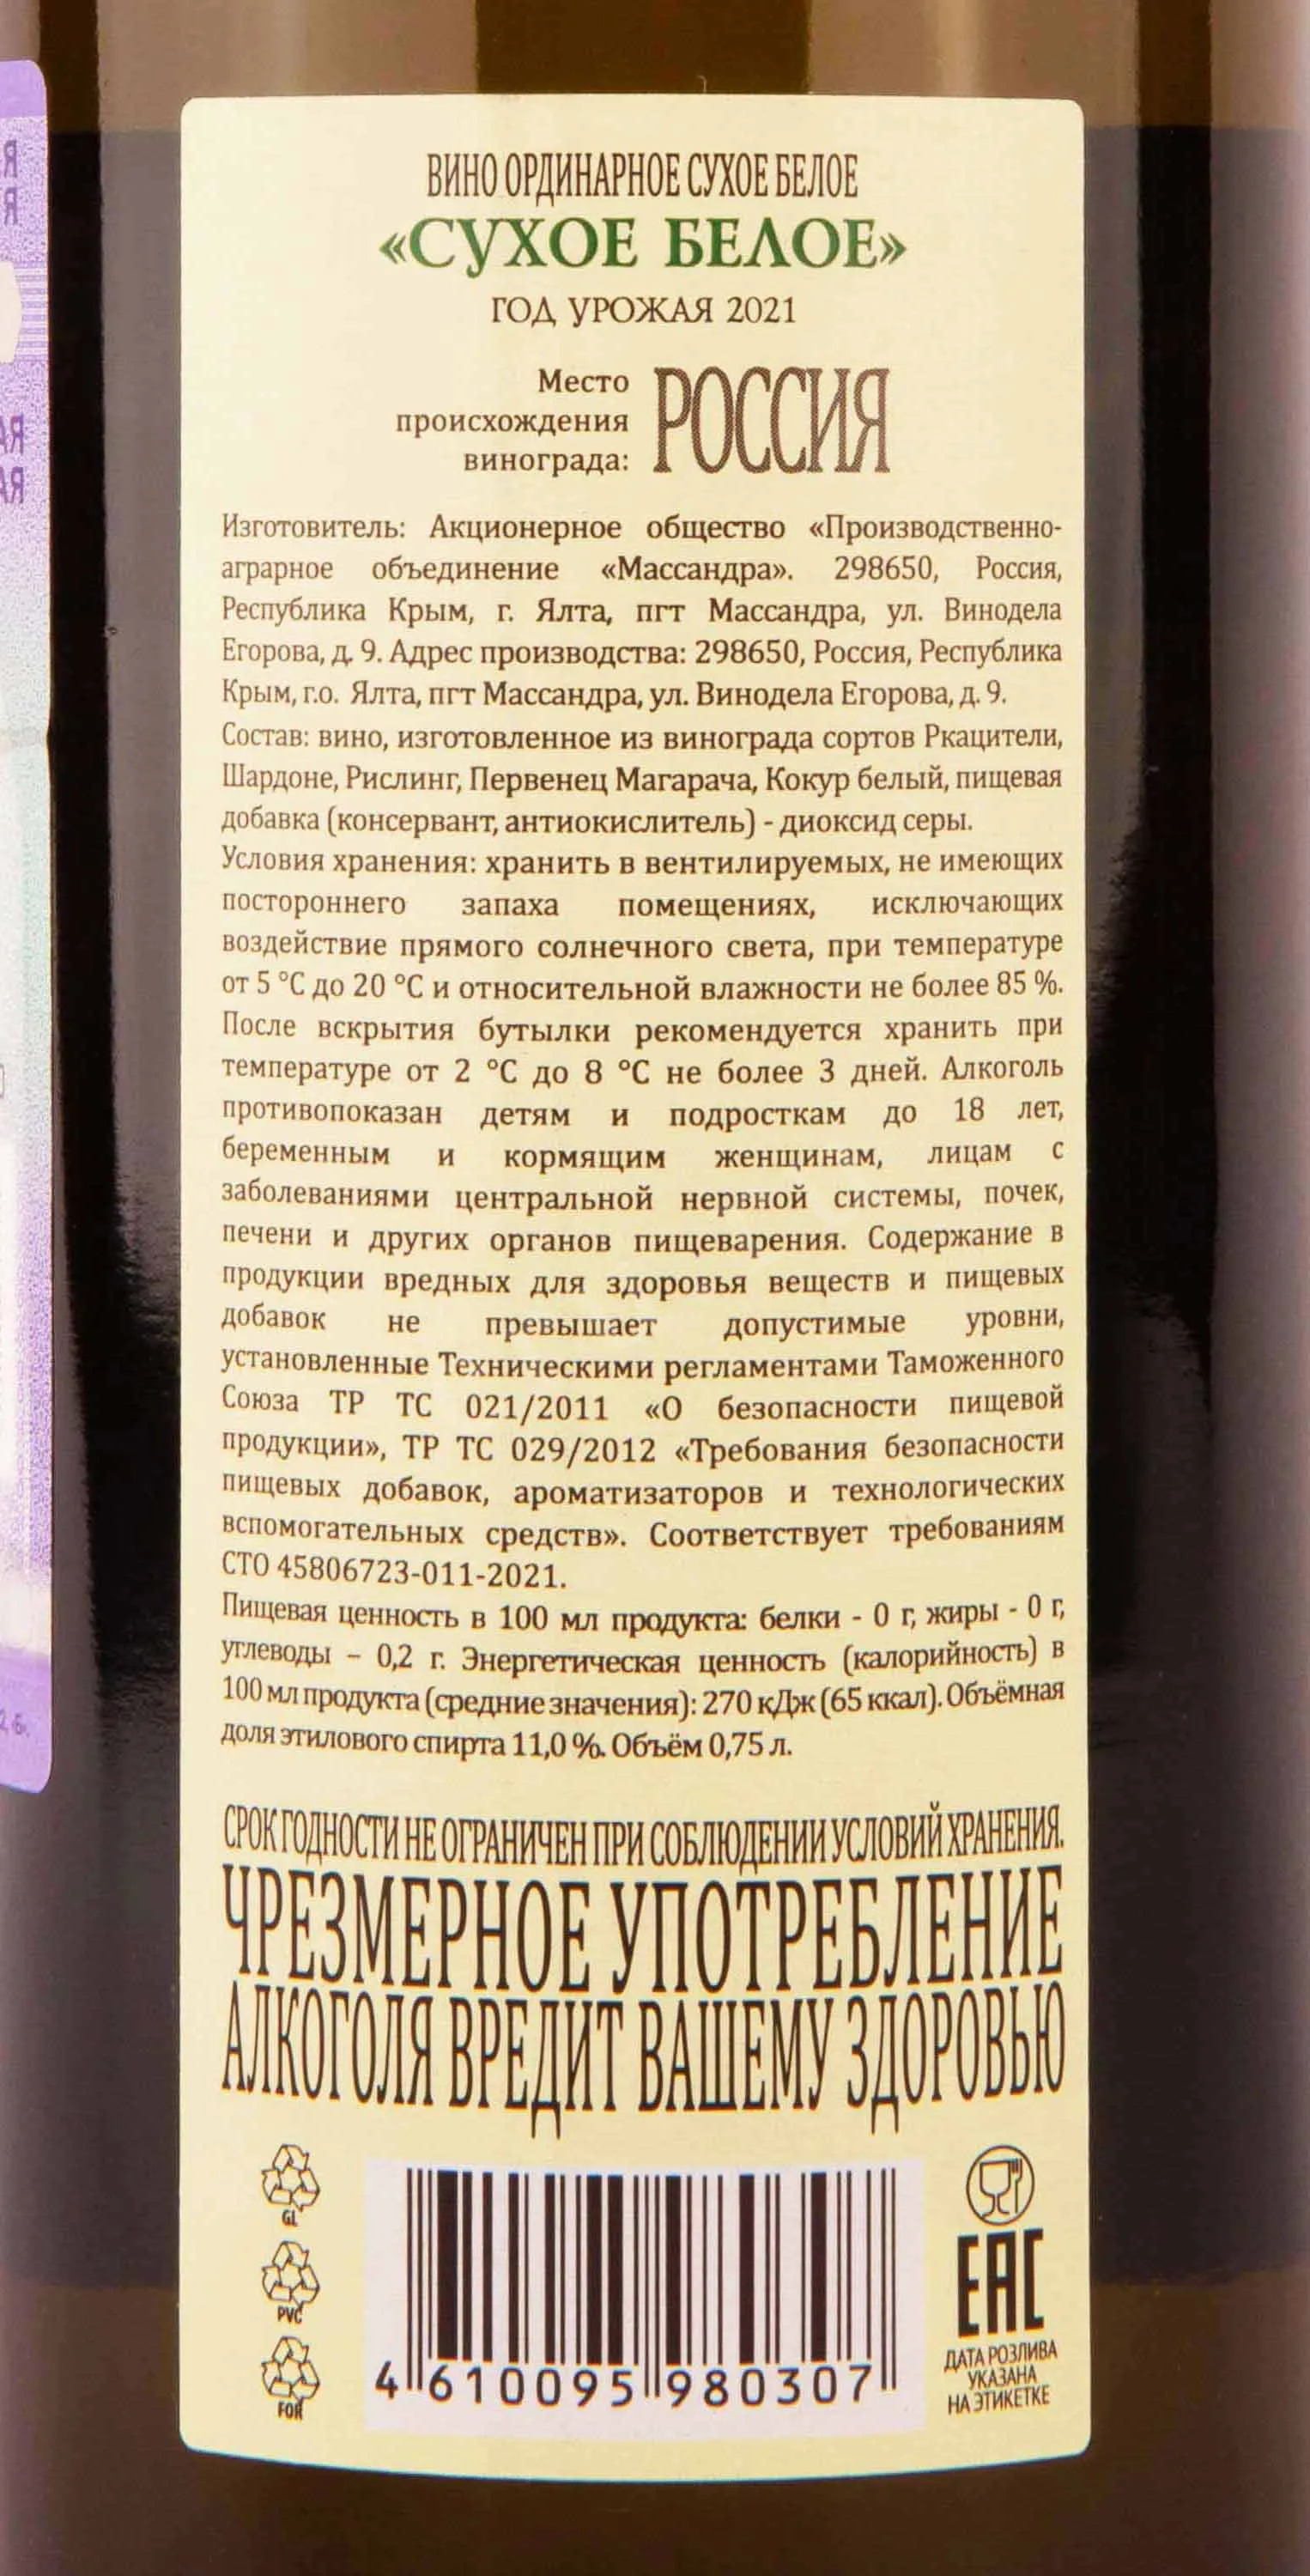 ВИНО ОРДИНАРНОЕ СУХОЕ БЕЛОЕ
«СУХОЕ БЕЛОЕ»
ГОД УРОЖАЯ 2021
Место
происхождения
винограда:
РОССИЯ
Изготовитель: Акционерное общество «Производственно-
аграрное объединение «Массандра». 298650, Россия,
Республика Крым, г. Ялта, пгт Массандра, ул. Винодела
Егорова, д. 9. Адрес производства: 298650, Россия, Республика
Крым, г.о. Ялта, пгт Массандра, ул. Винодела Егорова, д. 9.
Состав: вино, изготовленное из винограда сортов Ркацители,
Шардоне, Рислинг, Первенец Магарача, Кокур белый, пищевая
добавка (консервант, антиокислитель) - диоксид серы.
Условия хранения: хранить в вентилируемых, не имеющих
постороннего запаха помещениях, исключающих
воздействие прямого солнечного света, при температуре
от 5 °С до 20 °С и относительной влажности не более 85 %.
После вскрытия бутылки рекомендуется хранить при
температуре от 2 °С до 8 °С не более 3 дней. Алкоголь
противопоказан детям и подросткам до 18 лет,
беременным и кормящим женщинам, лицам с
заболеваниями центральной нервной системы, почек,
печени и других органов пищеварения. Содержание в
продукции вредных для здоровья веществ и пищевых
добавок не превышает допустимые уровни,
установленные Техническими регламентами Таможенного
Союза ТР ТС 021/2011 «О безопасности пищевой
продукции», ТР ТС 029/2012 «Требования безопасности
пищевых добавок, ароматизаторов и технологических
вспомогательных средств». Соответствует требованиям
СТО 45806723-011-2021.
Пищевая ценность в 100 мл продукта: белки - 0 г, жиры - 0 г,
углеводы – 0,2 г. Энергетическая ценность (калорийность) в
100 мл продукта (средние значения): 270 кДж (65 ккал). Объёмная
доля этилового спирта 11,0 %. Объём 0,75 л.
СРОК ГОДНОСТИ НЕ ОГРАНИЧЕН ПРИ СОБЛЮДЕНИИ УСЛОВИЙ ХРАНЕНИЯ.
ЧРЕЗМЕРНОЕ УПОТРЕБЛЕНИЕ
АЛКОГОЛЯ ВРЕДИТ ВАШЕМУ ЗДОРОВЬЮ
GL
PVC
FOR
4 610095 980307
EAC
ДАТА РОЗЛИВА
УКАЗАНА
НА ЭТИКЕТКЕ